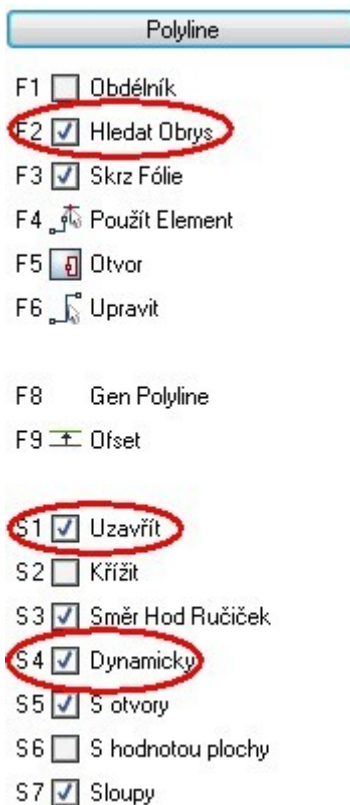 Polyline
F1 Obdélník
F2 Hledat Obrys
F3 Skrz Fólie
F4 Použít Element
F5 Otvor
F6 Upravit
F8 Gen Polyline
F9 Ofset
S1 Uzavřít
S2 Křížit
S3 Směr Hod Ručiček
S4 Dynamicky
S5 S otvory
S6 S hodnotou plochy
S7 Sloupy